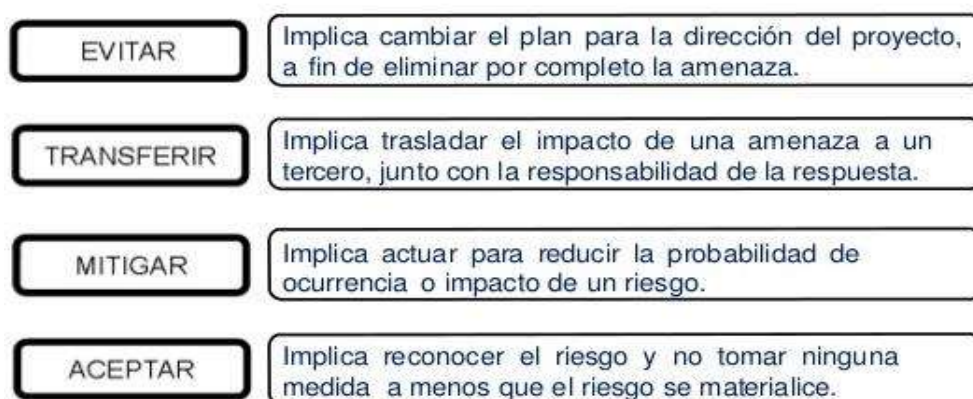 EVITAR
Implica cambiar el plan para la dirección del proyecto,
a fin de eliminar por completo la amenaza.
TRANSFERIR
Implica trasladar el impacto de una amenaza a un
tercero, junto con la responsabilidad de la respuesta.
MITIGAR
Implica actuar para reducir la probabilidad de
ocurrencia o impacto de un riesgo.
ACEPTAR
Implica reconocer el riesgo y no tomar ninguna
medida a menos que el riesgo se materialice.